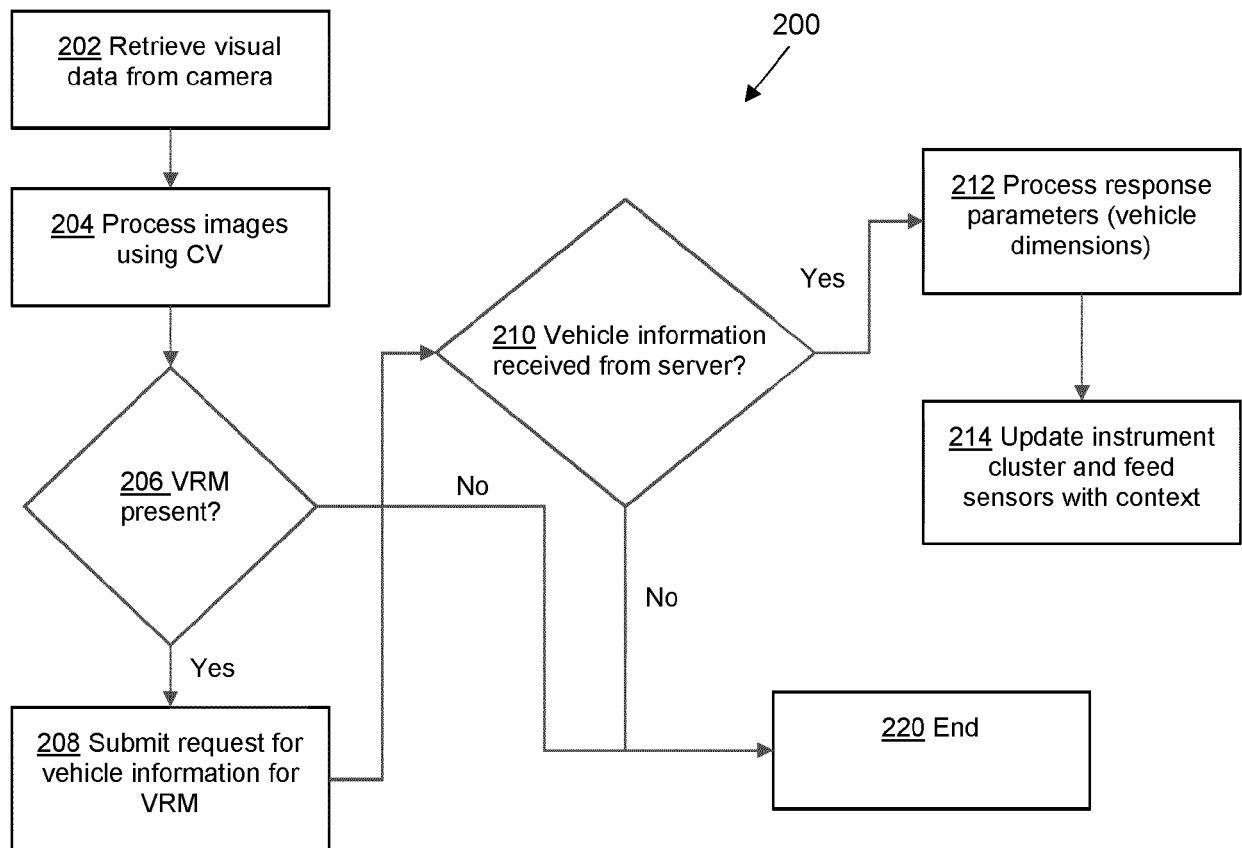 200
202 Retrieve visual
data from camera
204 Process images
using CV
206 VRM
present?
No
Yes
208 Submit request for
vehicle information for
VRM
210 Vehicle information
received from server?
Yes
No
212 Process response
parameters (vehicle
dimensions)
214 Update instrument
cluster and feed
sensors with context
220 End